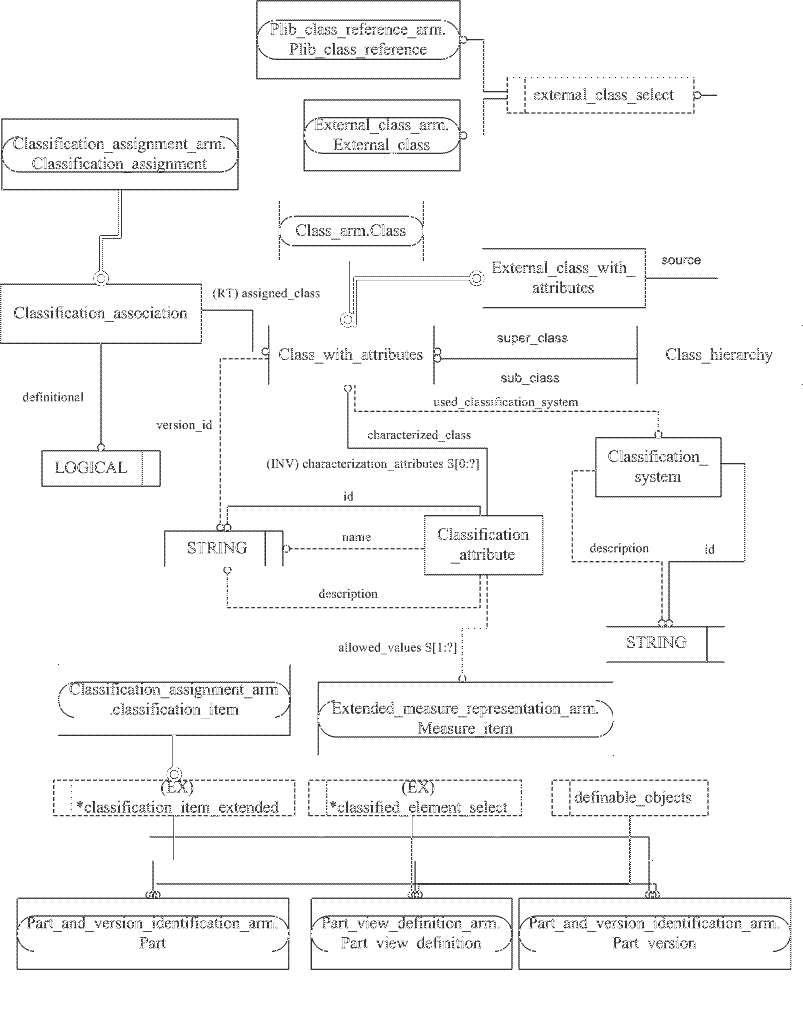 Plib_class_reference_arm.
Plib_class_reference
external_class_select
External_class_arm.
External_class
Classification_assignment_arm.
Classification_assignment
Class_arm.Class
External_class_with_
attributes
source
(RT) assigned_class
Classification_association
super_class
Class_with_attributes
Class_hierarchy
sub_class
definitional
used_classification_system
version_id
characterized_class
LOGICAL
(INV) characterization_attributes S[0:?]
Classification_
system
id
STRING
name
Classification
_attribute
description
id
description
STRING
allowed_values S[1:?]
Classification_assignment_arm
.classification_item
Extended_measure_representation_arm.
Measure_item
(EX)
*classification_item_extended
(EX)
*classified_element_select
definable_objects
Part_and_version_identification_arm.
Part
Part_view_definition_arm.
Part_view_definition
Part_and_version_identification_arm.
Part_version